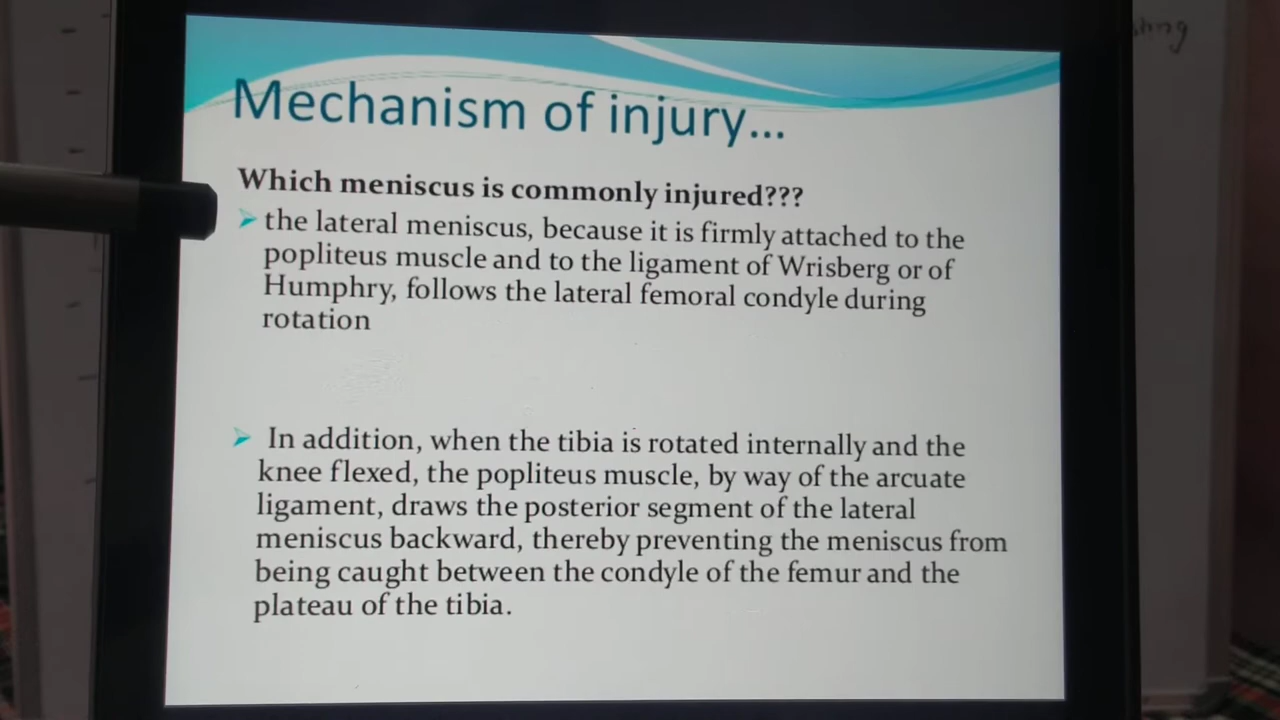 Mechanism of injury...
Which meniscus is commonly injured???
the lateral meniscus, because it is firmly attached to the
popliteus muscle and to the ligament of Wrisberg or of
Humphry, follows the lateral femoral condyle during
rotation
In addition, when the tibia is rotated internally and the
knee flexed, the popliteus muscle, by way of the arcuate
ligament, draws the posterior segment of the lateral
meniscus backward, thereby preventing the meniscus from
being caught between the condyle of the femur and the
plateau of the tibia.